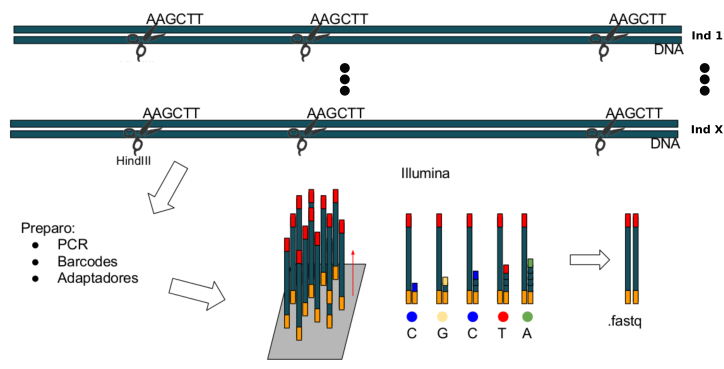 AAGCTT AAGCTT AAGCTT
Ind 1
DNA
AAGCTT AAGCTT AAGCTT
Ind X
DNA
HindIII
Illumina
Preparo:
● PCR
● Barcodes
● Adaptadores
C G C T A
.fastq